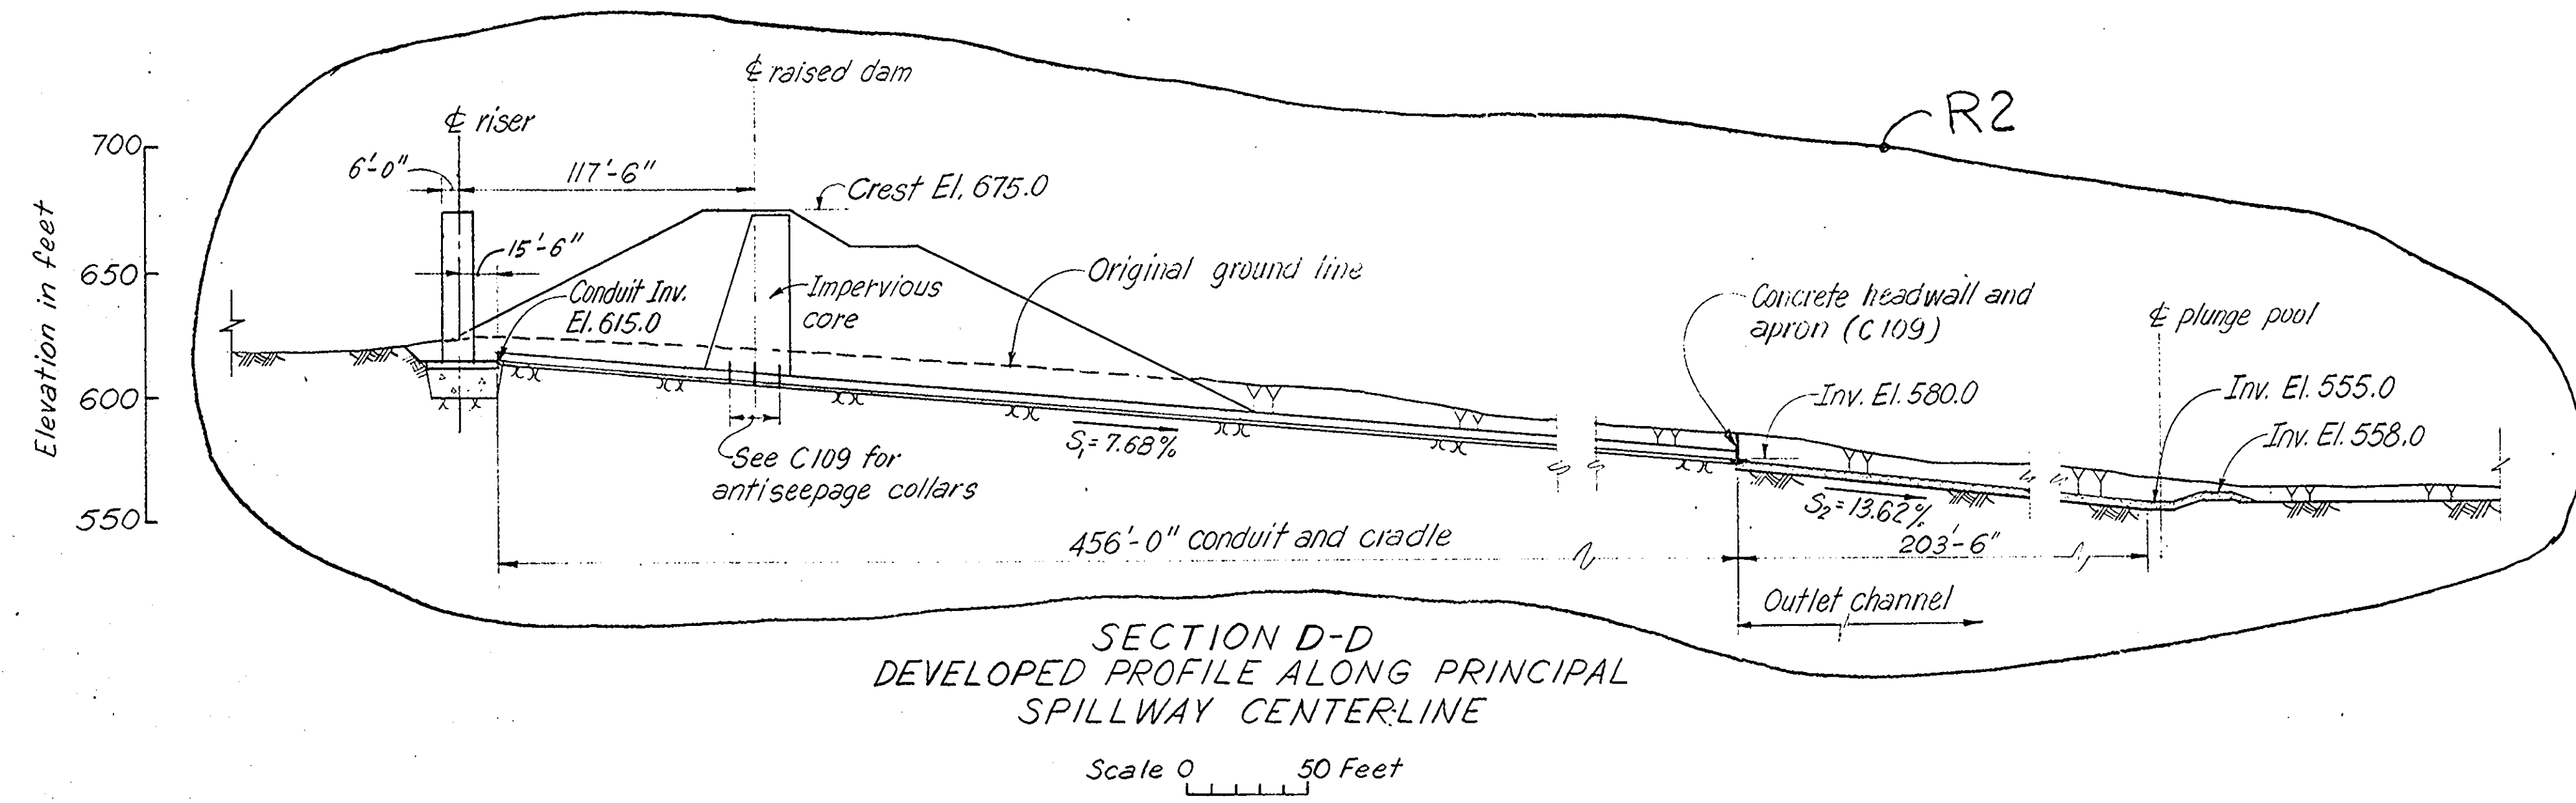 R2
℄ raised dam
℄ riser
700
6'-0"
117'-6"
Crest El. 675.0
Elevation in feet
15'-6"
650
Original ground line
Conduit Inv.
El. 615.0
Impervious
core
Concrete headwall and
apron (C 109)
℄ plunge pool
600
Inv. El. 580.0
Inv. El. 555.0
Inv. El. 558.0
S₁=7.68%
See C109 for
antiseepage collars
S₂=13.62%
550
456'-0" conduit and cradle
203'-6"
Outlet channel
SECTION D-D
DEVELOPED PROFILE ALONG PRINCIPAL
SPILLWAY CENTERLINE
Scale 0 50 Feet